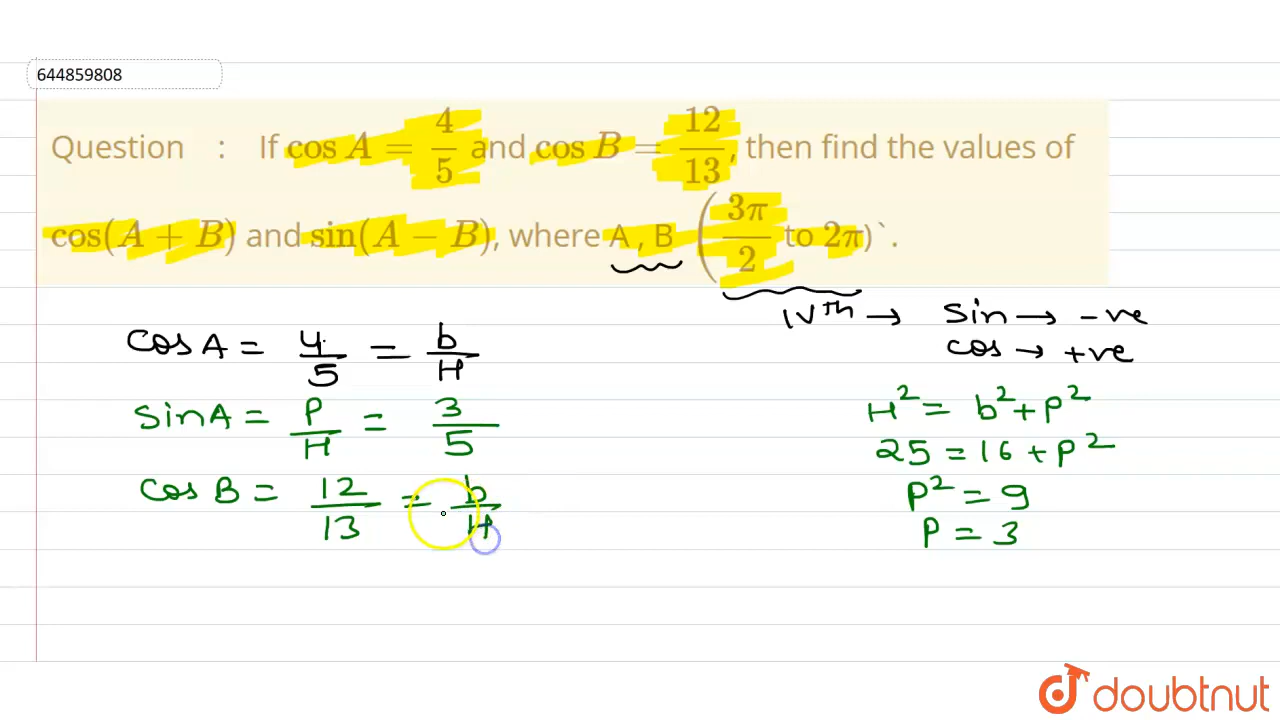 644859808
Question : If cos A = 4/5 and cos B = 12/13, then find the values of
cos(A + B) and sin(A − B), where A , B (3π/2 to 2π)`.
IVth → sin → -ve
cos → +ve
cos A = 4/5 = b/H
sin A = P/H = 3/5
cos B = 12/13 = b/H
H² = b² + P²
25 = 16 + P²
P² = 9
P = 3
doubtnut